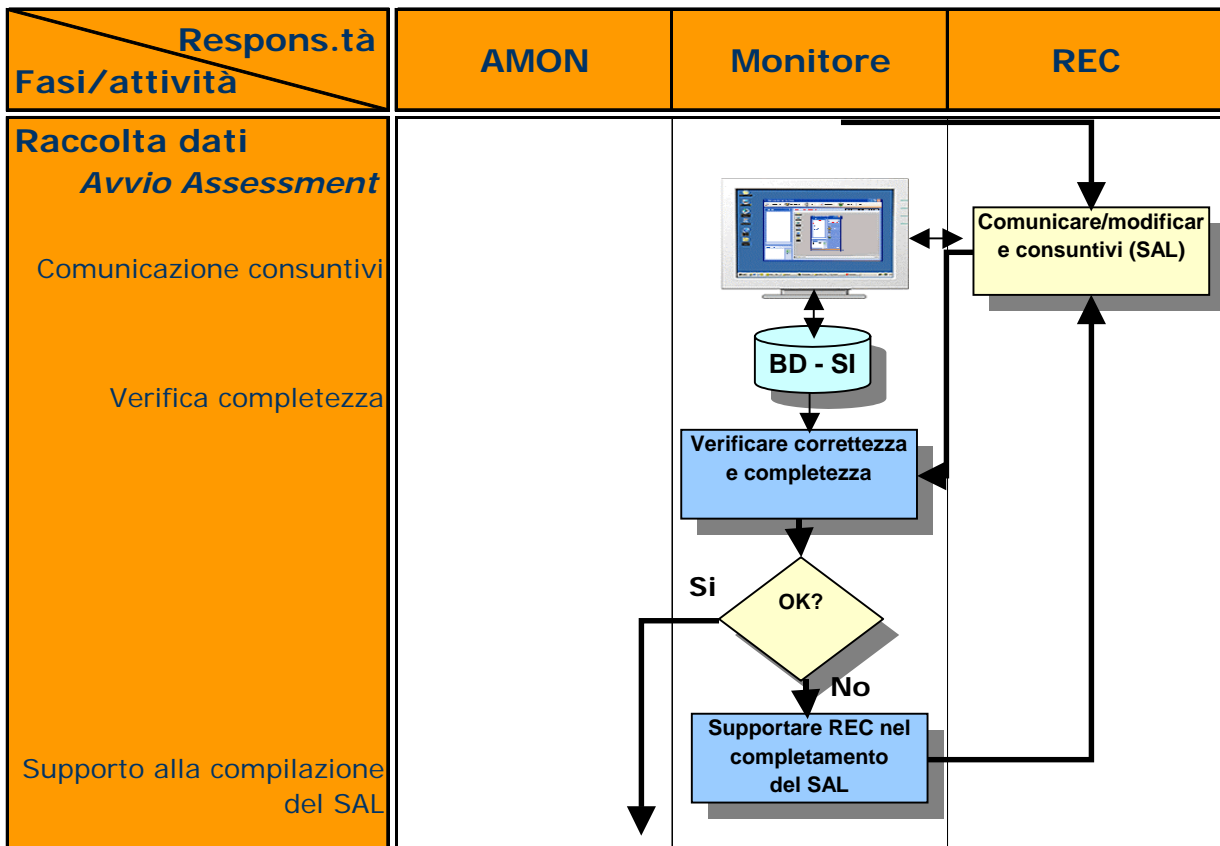 Respons.tà
Fasi/attività
AMON
Monitore
REC
Raccolta dati
Avvio Assessment
Comunicare/modificar
e consuntivi (SAL)
Comunicazione consuntivi
BD - SI
Verifica completezza
Verificare correttezza
e completezza
Si
OK?
No
Supportare REC nel
completamento
del SAL
Supporto alla compilazione
del SAL